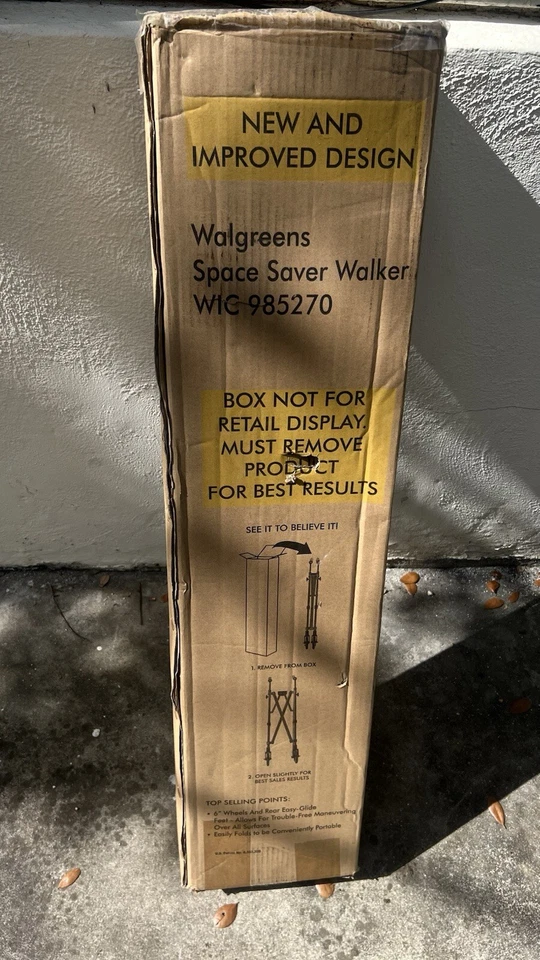 NEW AND
IMPROVED DESIGN
Walgreens
Space Saver Walker
WIC 985270
BOX NOT FOR
RETAIL DISPLAY.
MUST REMOVE
PRODUCT
FOR BEST RESULTS
SEE IT TO BELIEVE IT!
1. REMOVE FROM BOX
2. OPEN SLIGHTLY FOR
BEST SALES RESULTS
TOP SELLING POINTS:
• 6" Wheels And Rear Easy-Glide
Feet - Allows For Trouble-Free Maneuvering
Over All Surfaces
• Easily Folds to be Conveniently Portable